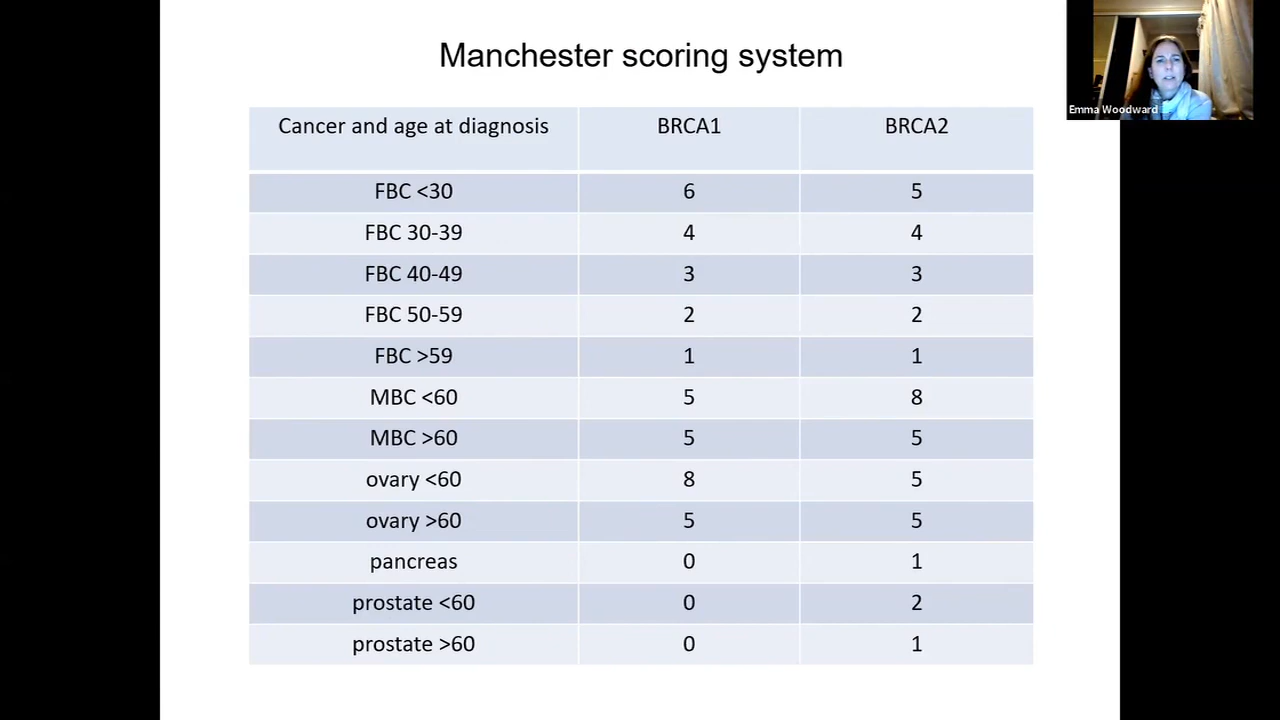 Manchester scoring system
Emma Woodward
Cancer and age at diagnosis BRCA1 BRCA2
FBC <30 6 5
FBC 30-39 4 4
FBC 40-49 3 3
FBC 50-59 2 2
FBC >59 1 1
MBC <60 5 8
MBC >60 5 5
ovary <60 8 5
ovary >60 5 5
pancreas 0 1
prostate <60 0 2
prostate >60 0 1